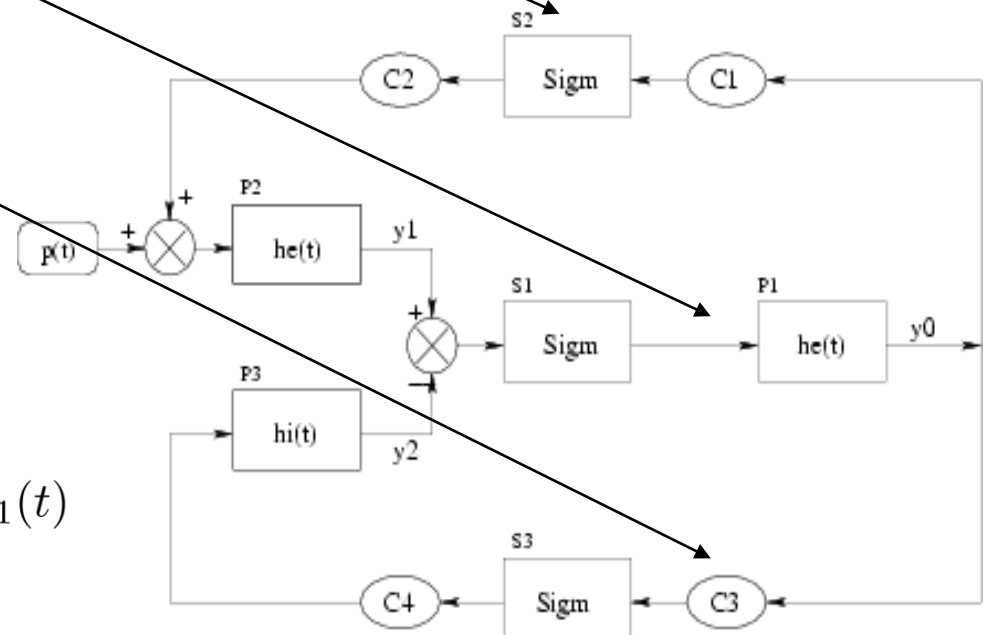 S2
C2
Sigm
C1
+
P2
+
p(t)
he(t)
y1
S1
P1
+
Sigm
he(t)
y0
P3
−
hi(t)
y2
₁(t)
S3
C4
Sigm
C3